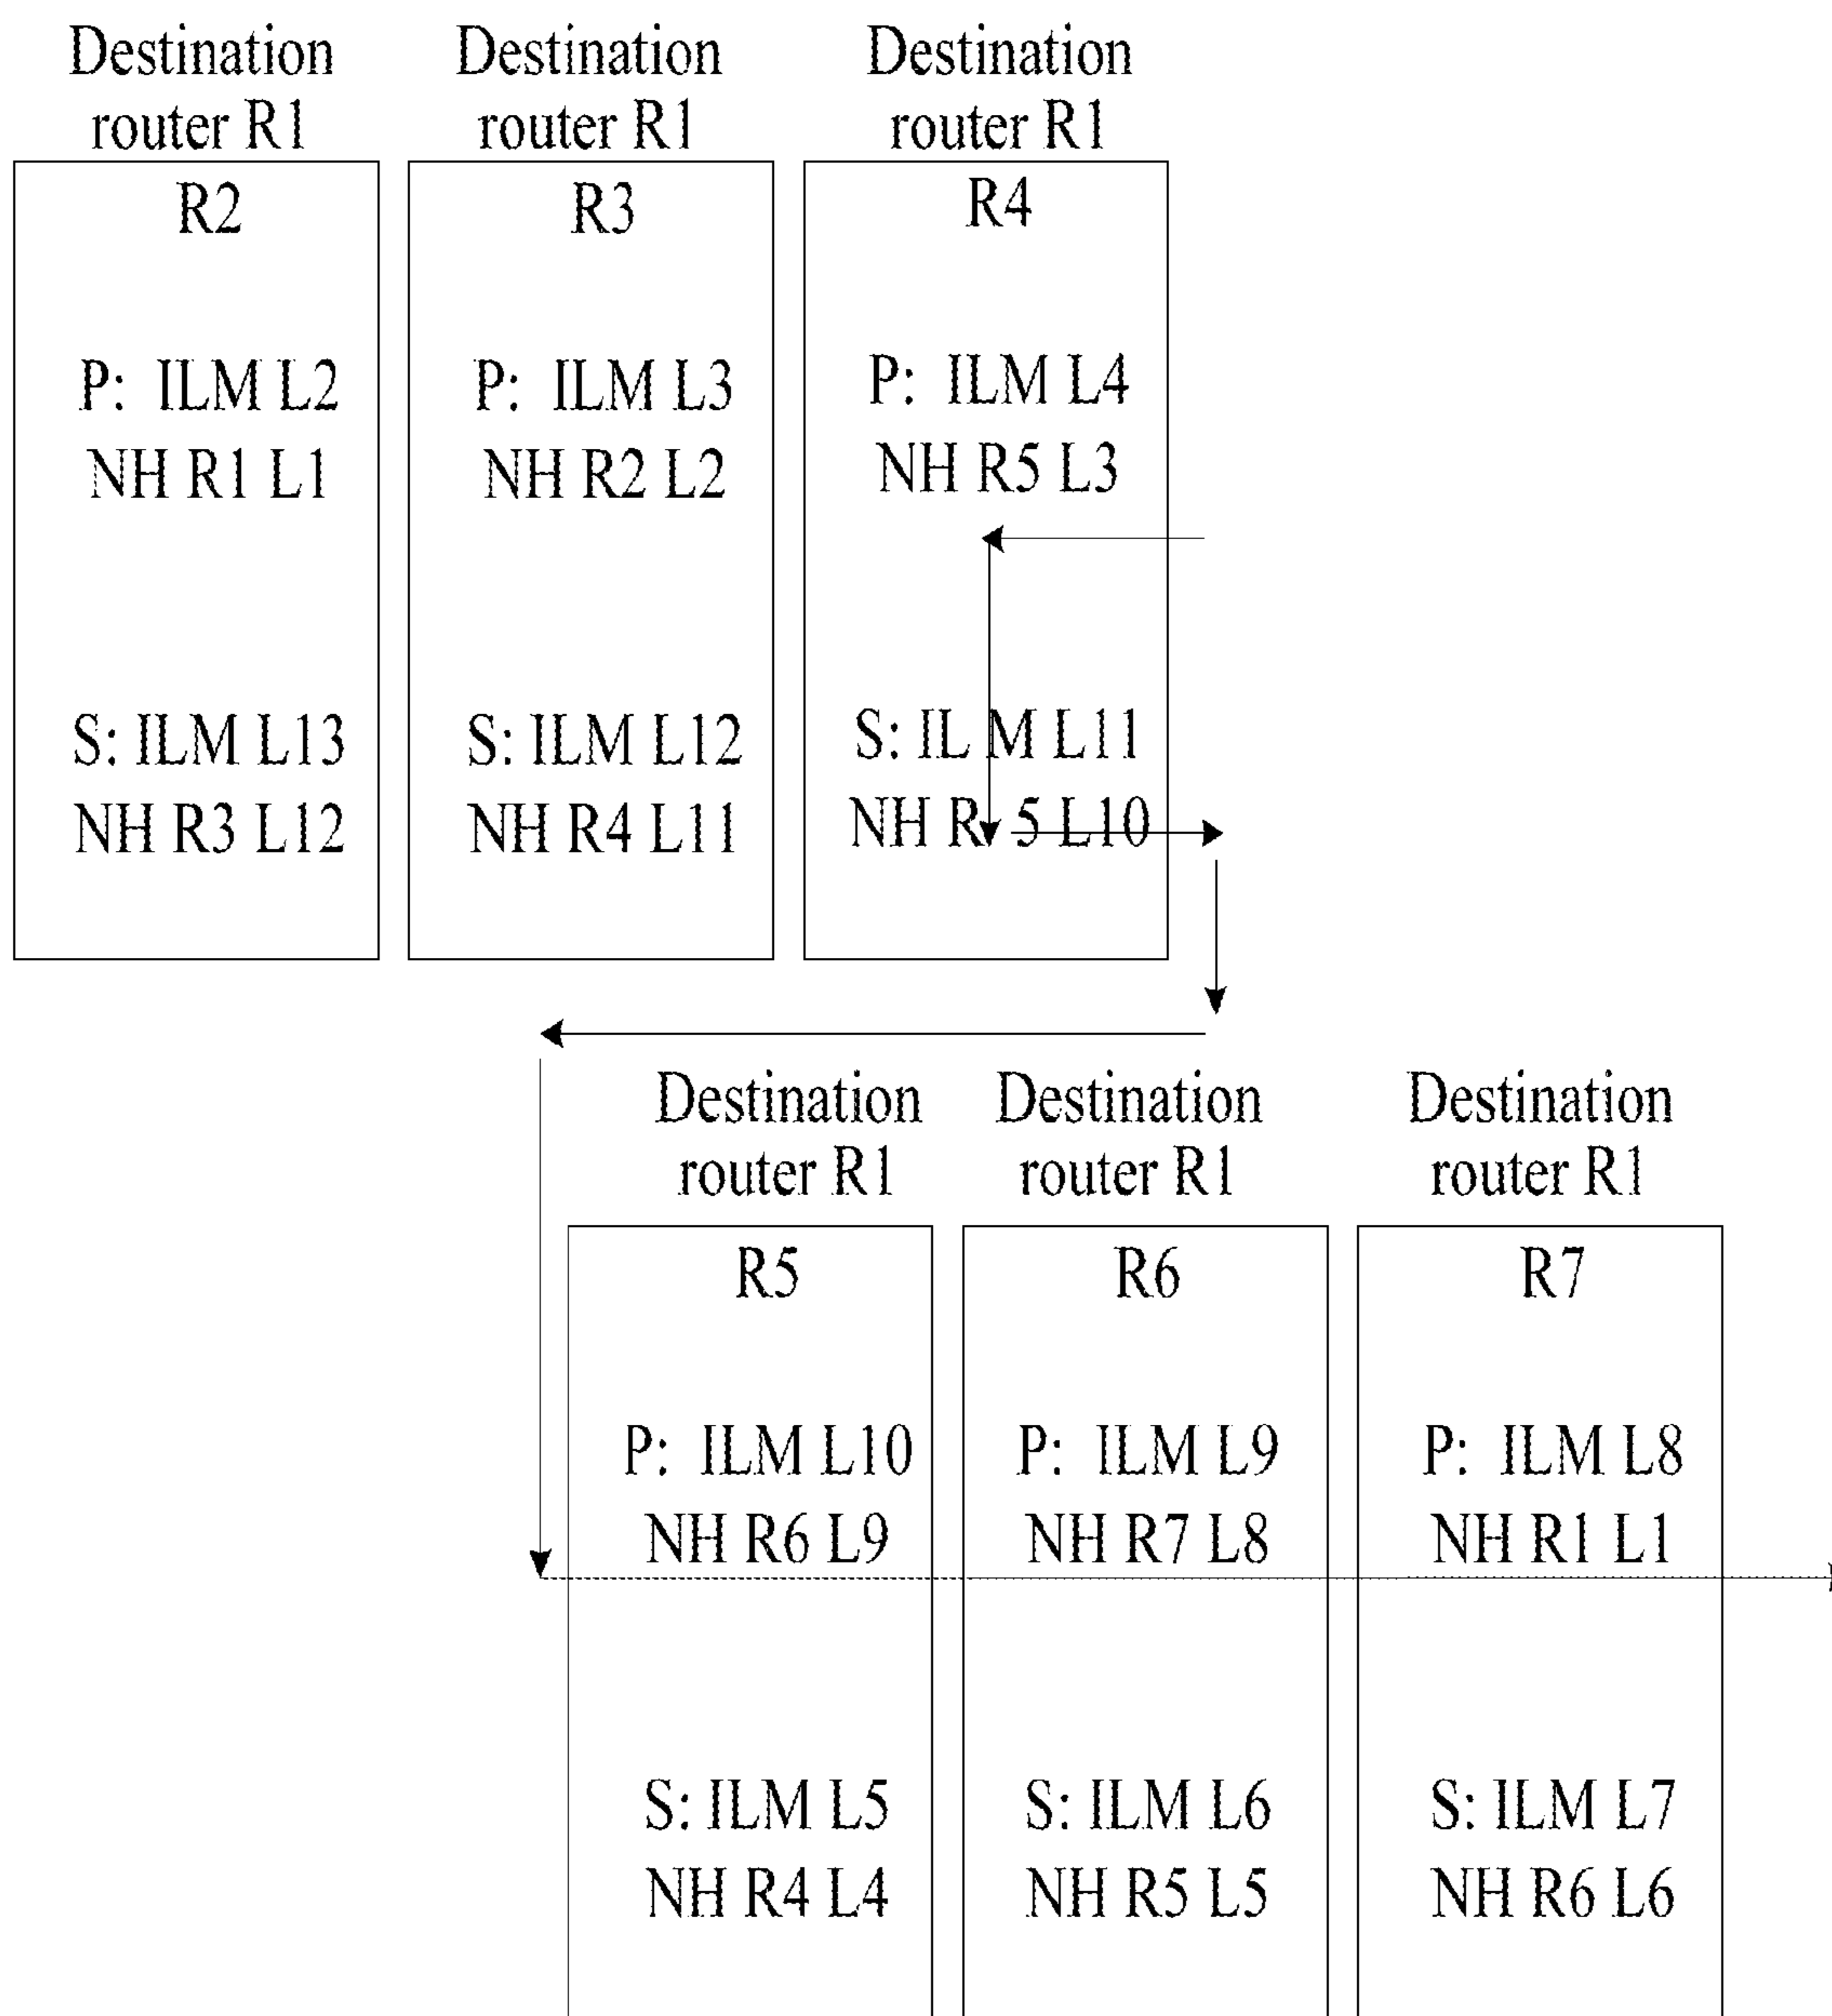 Destination
router R1
R2
P: ILM L2
NH R1 L1
S: ILM L13
NH R3 L12
Destination
router R1
R3
P: ILM L3
NH R2 L2
S: ILM L12
NH R4 L11
Destination
router R1
R4
P: ILM L4
NH R5 L3
S: ILM L11
NH R5 L10
Destination
router R1
R5
P: ILM L10
NH R6 L9
S: ILM L5
NH R4 L4
Destination
router R1
R6
P: ILM L9
NH R7 L8
S: ILM L6
NH R5 L5
Destination
router R1
R7
P: ILM L8
NH R1 L1
S: ILM L7
NH R6 L6